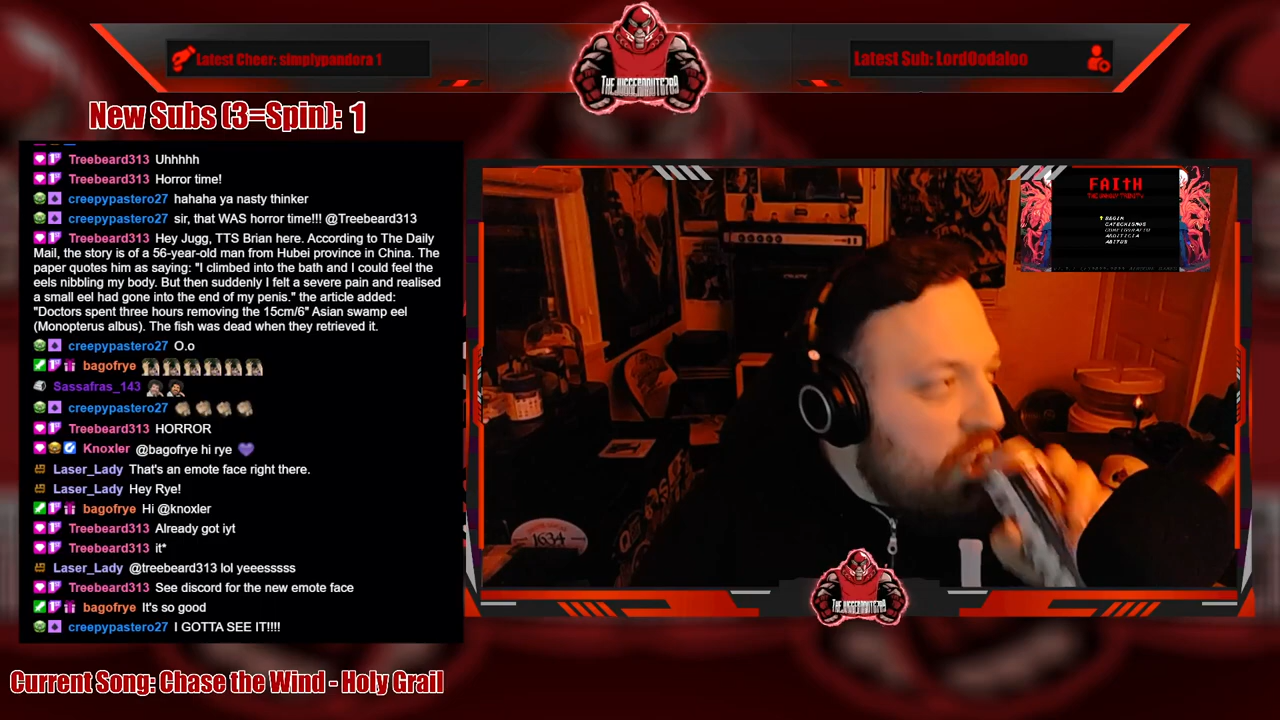 Latest Cheer: simplypandora 1
THEJUGGERNAUT6789
Latest Sub: LordOodaloo
New Subs (3=Spin): 1
Treebeard313 Uhhhhh
Treebeard313 Horror time!
creepypastero27 hahaha ya nasty thinker
creepypastero27 sir, that WAS horror time!!! @Treebeard313
Treebeard313 Hey Jugg, TTS Brian here. According to The Daily
Mail, the story is of a 56-year-old man from Hubei province in China. The
paper quotes him as saying: "I climbed into the bath and I could feel the
eels nibbling my body. But then suddenly I felt a severe pain and realised
a small eel had gone into the end of my penis." the article added:
"Doctors spent three hours removing the 15cm/6" Asian swamp eel
(Monopterus albus). The fish was dead when they retrieved it.
creepypastero27 O.o
bagofrye
Sassafras_143
creepypastero27
Treebeard313 HORROR
Knoxler @bagofrye hi rye
Laser_Lady That's an emote face right there.
Laser_Lady Hey Rye!
bagofrye Hi @knoxler
Treebeard313 Already got iyt
Treebeard313 it*
Laser_Lady @treebeard313 lol yeeesssss
Treebeard313 See discord for the new emote face
bagofrye It's so good
creepypastero27 I GOTTA SEE IT!!!!
Current Song: Chase the Wind - Holy Grail
FAITH
THE UNHOLY TRINITY
BEGIN
1634
THEJUGGERNAUT6789